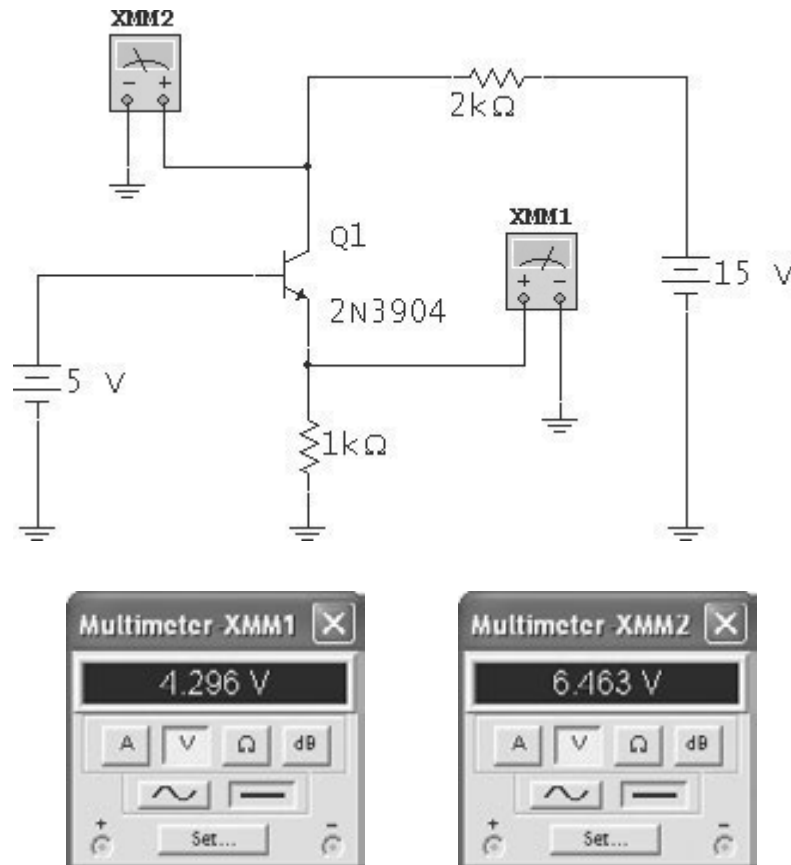 XMM2
2kΩ
XMM1
Q1
2N3904
15 V
5 V
1kΩ
Multimeter-XMM1
4.296 V
A V Ω dB
Set...
Multimeter-XMM2
6.463 V
A V Ω dB
Set...